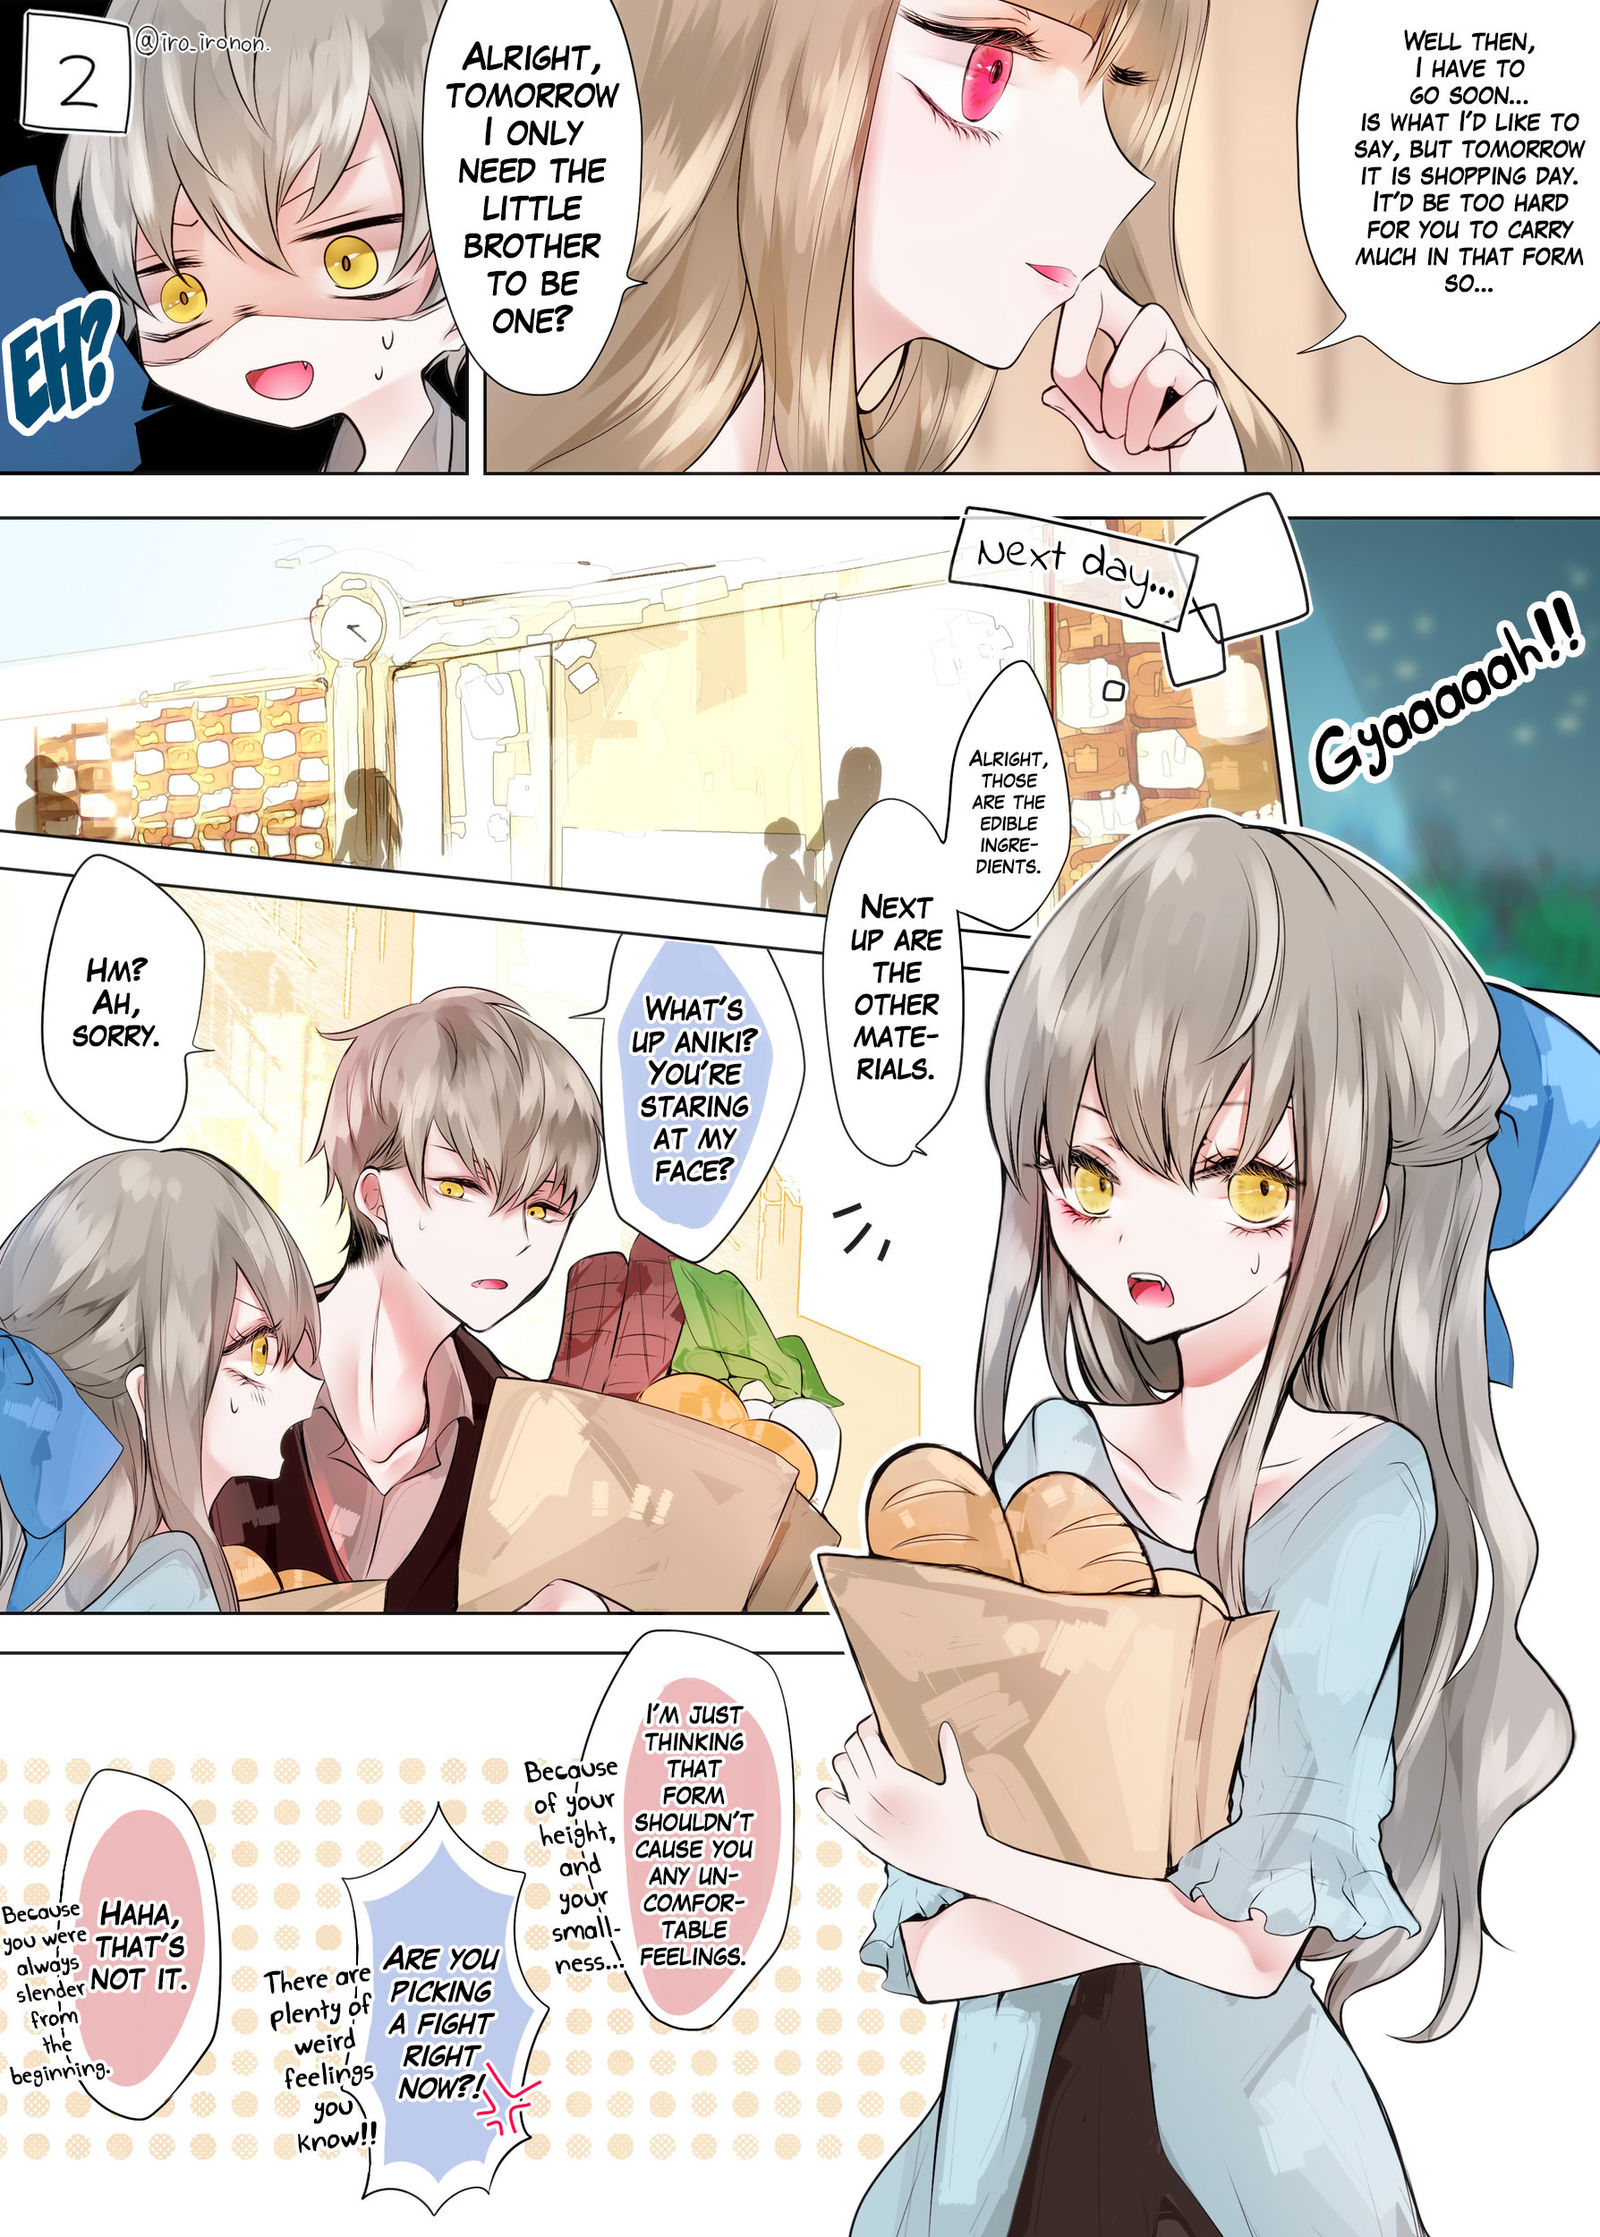 WELL THEN,
I HAVE TO
GO SOON...
IS WHAT I'D LIKE TO
SAY, BUT TOMORROW
IT IS SHOPPING DAY.
IT'D BE TOO HARD
FOR YOU TO CARRY
MUCH IN THAT FORM
SO...
ALRIGHT,
TOMORROW
I ONLY
NEED THE
LITTLE
BROTHER
TO BE
ONE?
2
@iro_ironon.
EH?
Gyaaaaaah!!
Next day...
ALRIGHT,
THOSE
ARE THE
EDIBLE
INGRE-
DIENTS.
NEXT
UP ARE
THE
OTHER
MATE-
RIALS.
WHAT'S
UP ANIKI?
YOU'RE
STARING
AT MY
FACE?
HM?
AH,
SORRY.
I'M JUST
THINKING
THAT
FORM
SHOULDN'T
CAUSE YOU
ANY UN-
COMFOR-
TABLE
FEELINGS.
Because
of your
height,
and
your
small-
ness...
ARE YOU
PICKING
A FIGHT
RIGHT
NOW?!
There are
plenty of
weird
feelings
you
know!!
HAHA,
THAT'S
NOT IT.
Because
you were
always
slender
from
the
beginning.